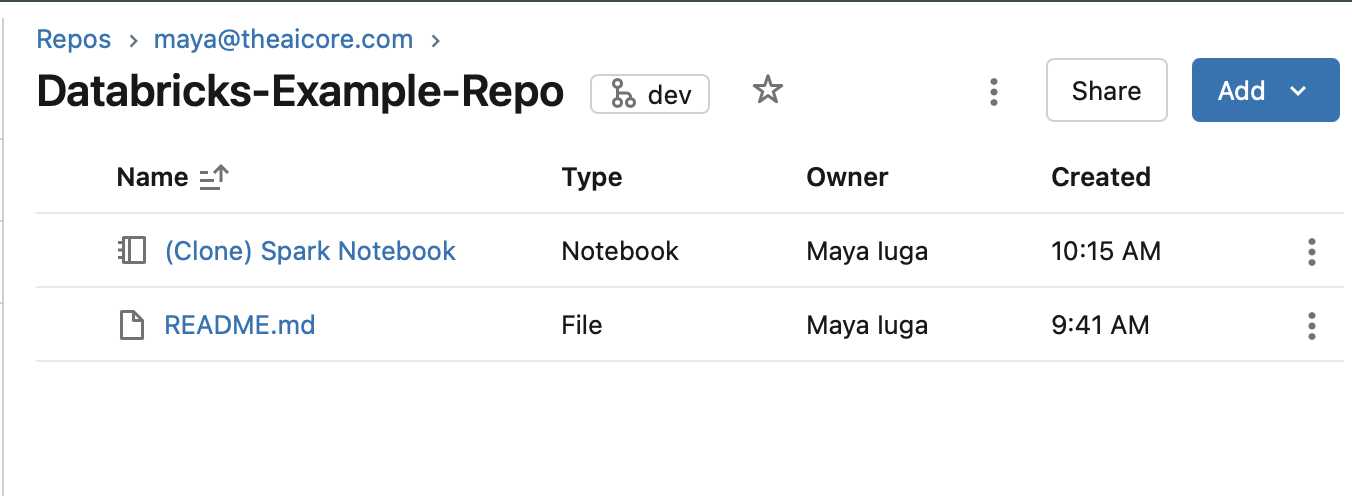 Repos > maya@theaicore.com >
Databricks-Example-Repo dev Share Add
Name Type Owner Created
(Clone) Spark Notebook Notebook Maya Iuga 10:15 AM
README.md File Maya Iuga 9:41 AM